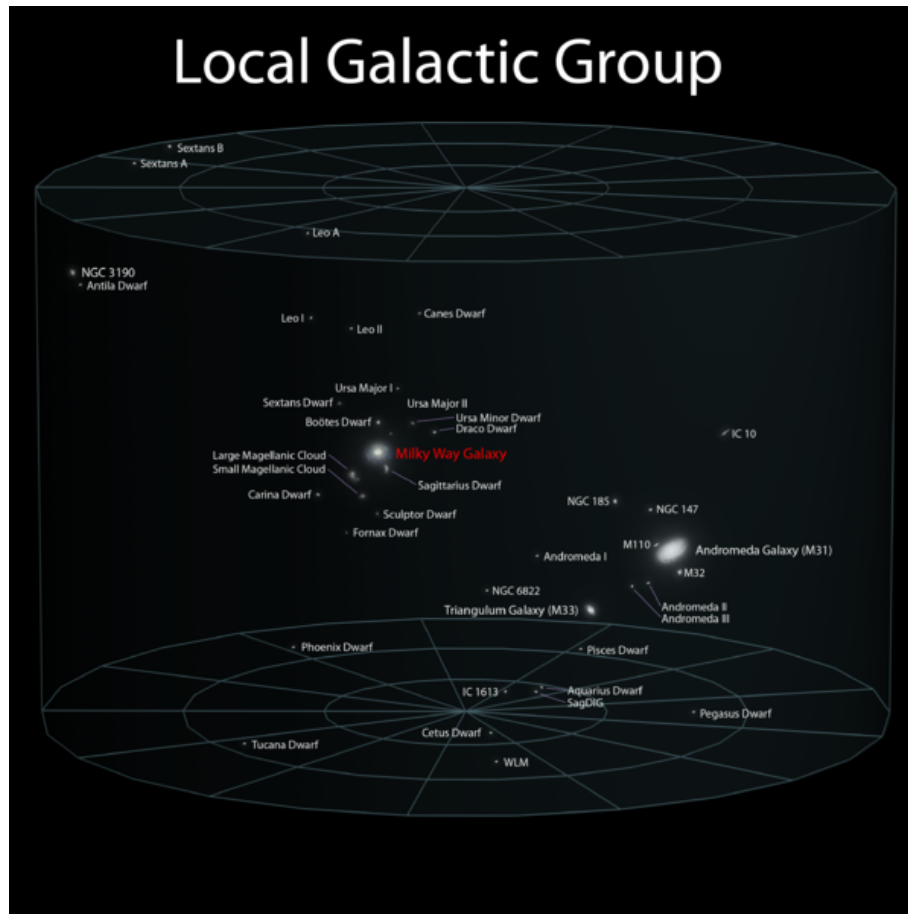 Local Galactic Group
Sextans B
Sextans A
Leo A
NGC 3190
Antila Dwarf
Canes Dwarf
Leo I
Leo II
Ursa Major I
Sextans Dwarf
Ursa Major II
Boötes Dwarf
Ursa Minor Dwarf
Draco Dwarf
IC 10
Milky Way Galaxy
Large Magellanic Cloud
Small Magellanic Cloud
Sagittarius Dwarf
Carina Dwarf
NGC 185
NGC 147
Sculptor Dwarf
Fornax Dwarf
M110
Andromeda Galaxy (M31)
Andromeda I
M32
NGC 6822
Andromeda II
Triangulum Galaxy (M33)
Andromeda III
Phoenix Dwarf
Pisces Dwarf
IC 1613
Aquarius Dwarf
SagDIG
Pegasus Dwarf
Cetus Dwarf
Tucana Dwarf
WLM